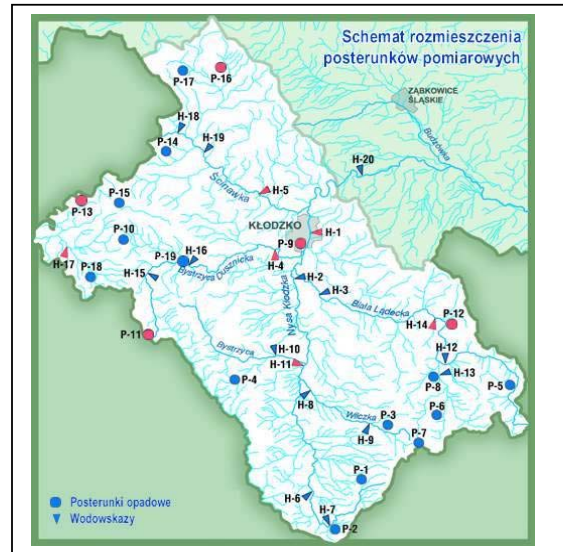 Schemat rozmieszczenia
posterunków pomiarowych
P-17
P-16
ZĄBKOWICE
ŚLĄSKIE
Budzówka
H-18
H-19
P-14
H-20
Ścinawka
H-5
P-13
P-15
KŁODZKO
H-1
P-10
P-9
H-17
P-19
H-16
H-4
P-18
H-15
Bystrzyca Dusznicka
H-2
H-3
Nysa Kłodzka
Biała Lądecka
H-14
P-12
P-11
H-12
Bystrzyca
H-10
H-11
H-13
P-8
P-5
P-4
H-8
Wilczka
P-3
P-6
H-9
P-7
P-1
H-6
H-7
P-2
Posterunki opadowe
Wodowskazy